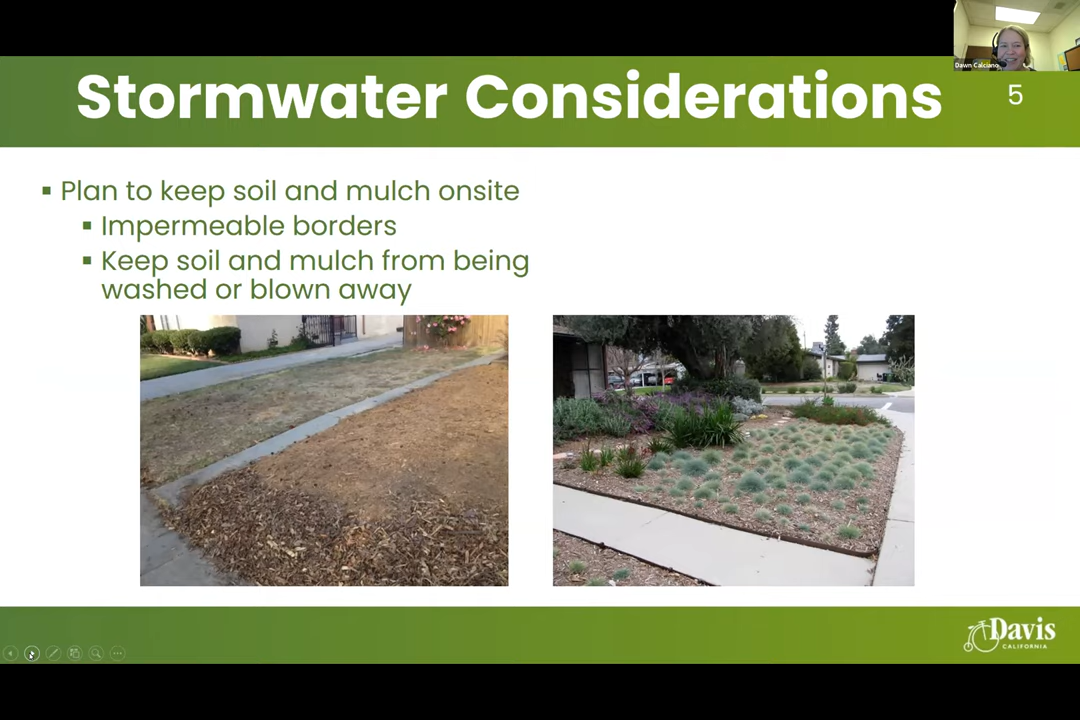 Dawn Calciano
Stormwater Considerations
5
▪ Plan to keep soil and mulch onsite
▪ Impermeable borders
▪ Keep soil and mulch from being
washed or blown away
Davis
CALIFORNIA